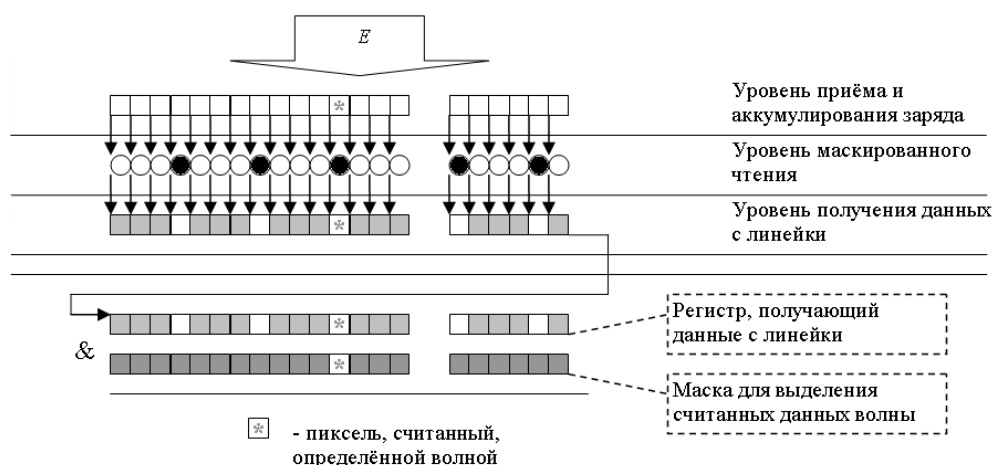 E
*
Уровень приёма и
аккумулирования заряда
Уровень маскированного
чтения
*
Уровень получения данных
с линейки
*
Регистр, получающий
данные с линейки
&
*
Маска для выделения
считанных данных волны
* - пиксель, считанный,
определённой волной